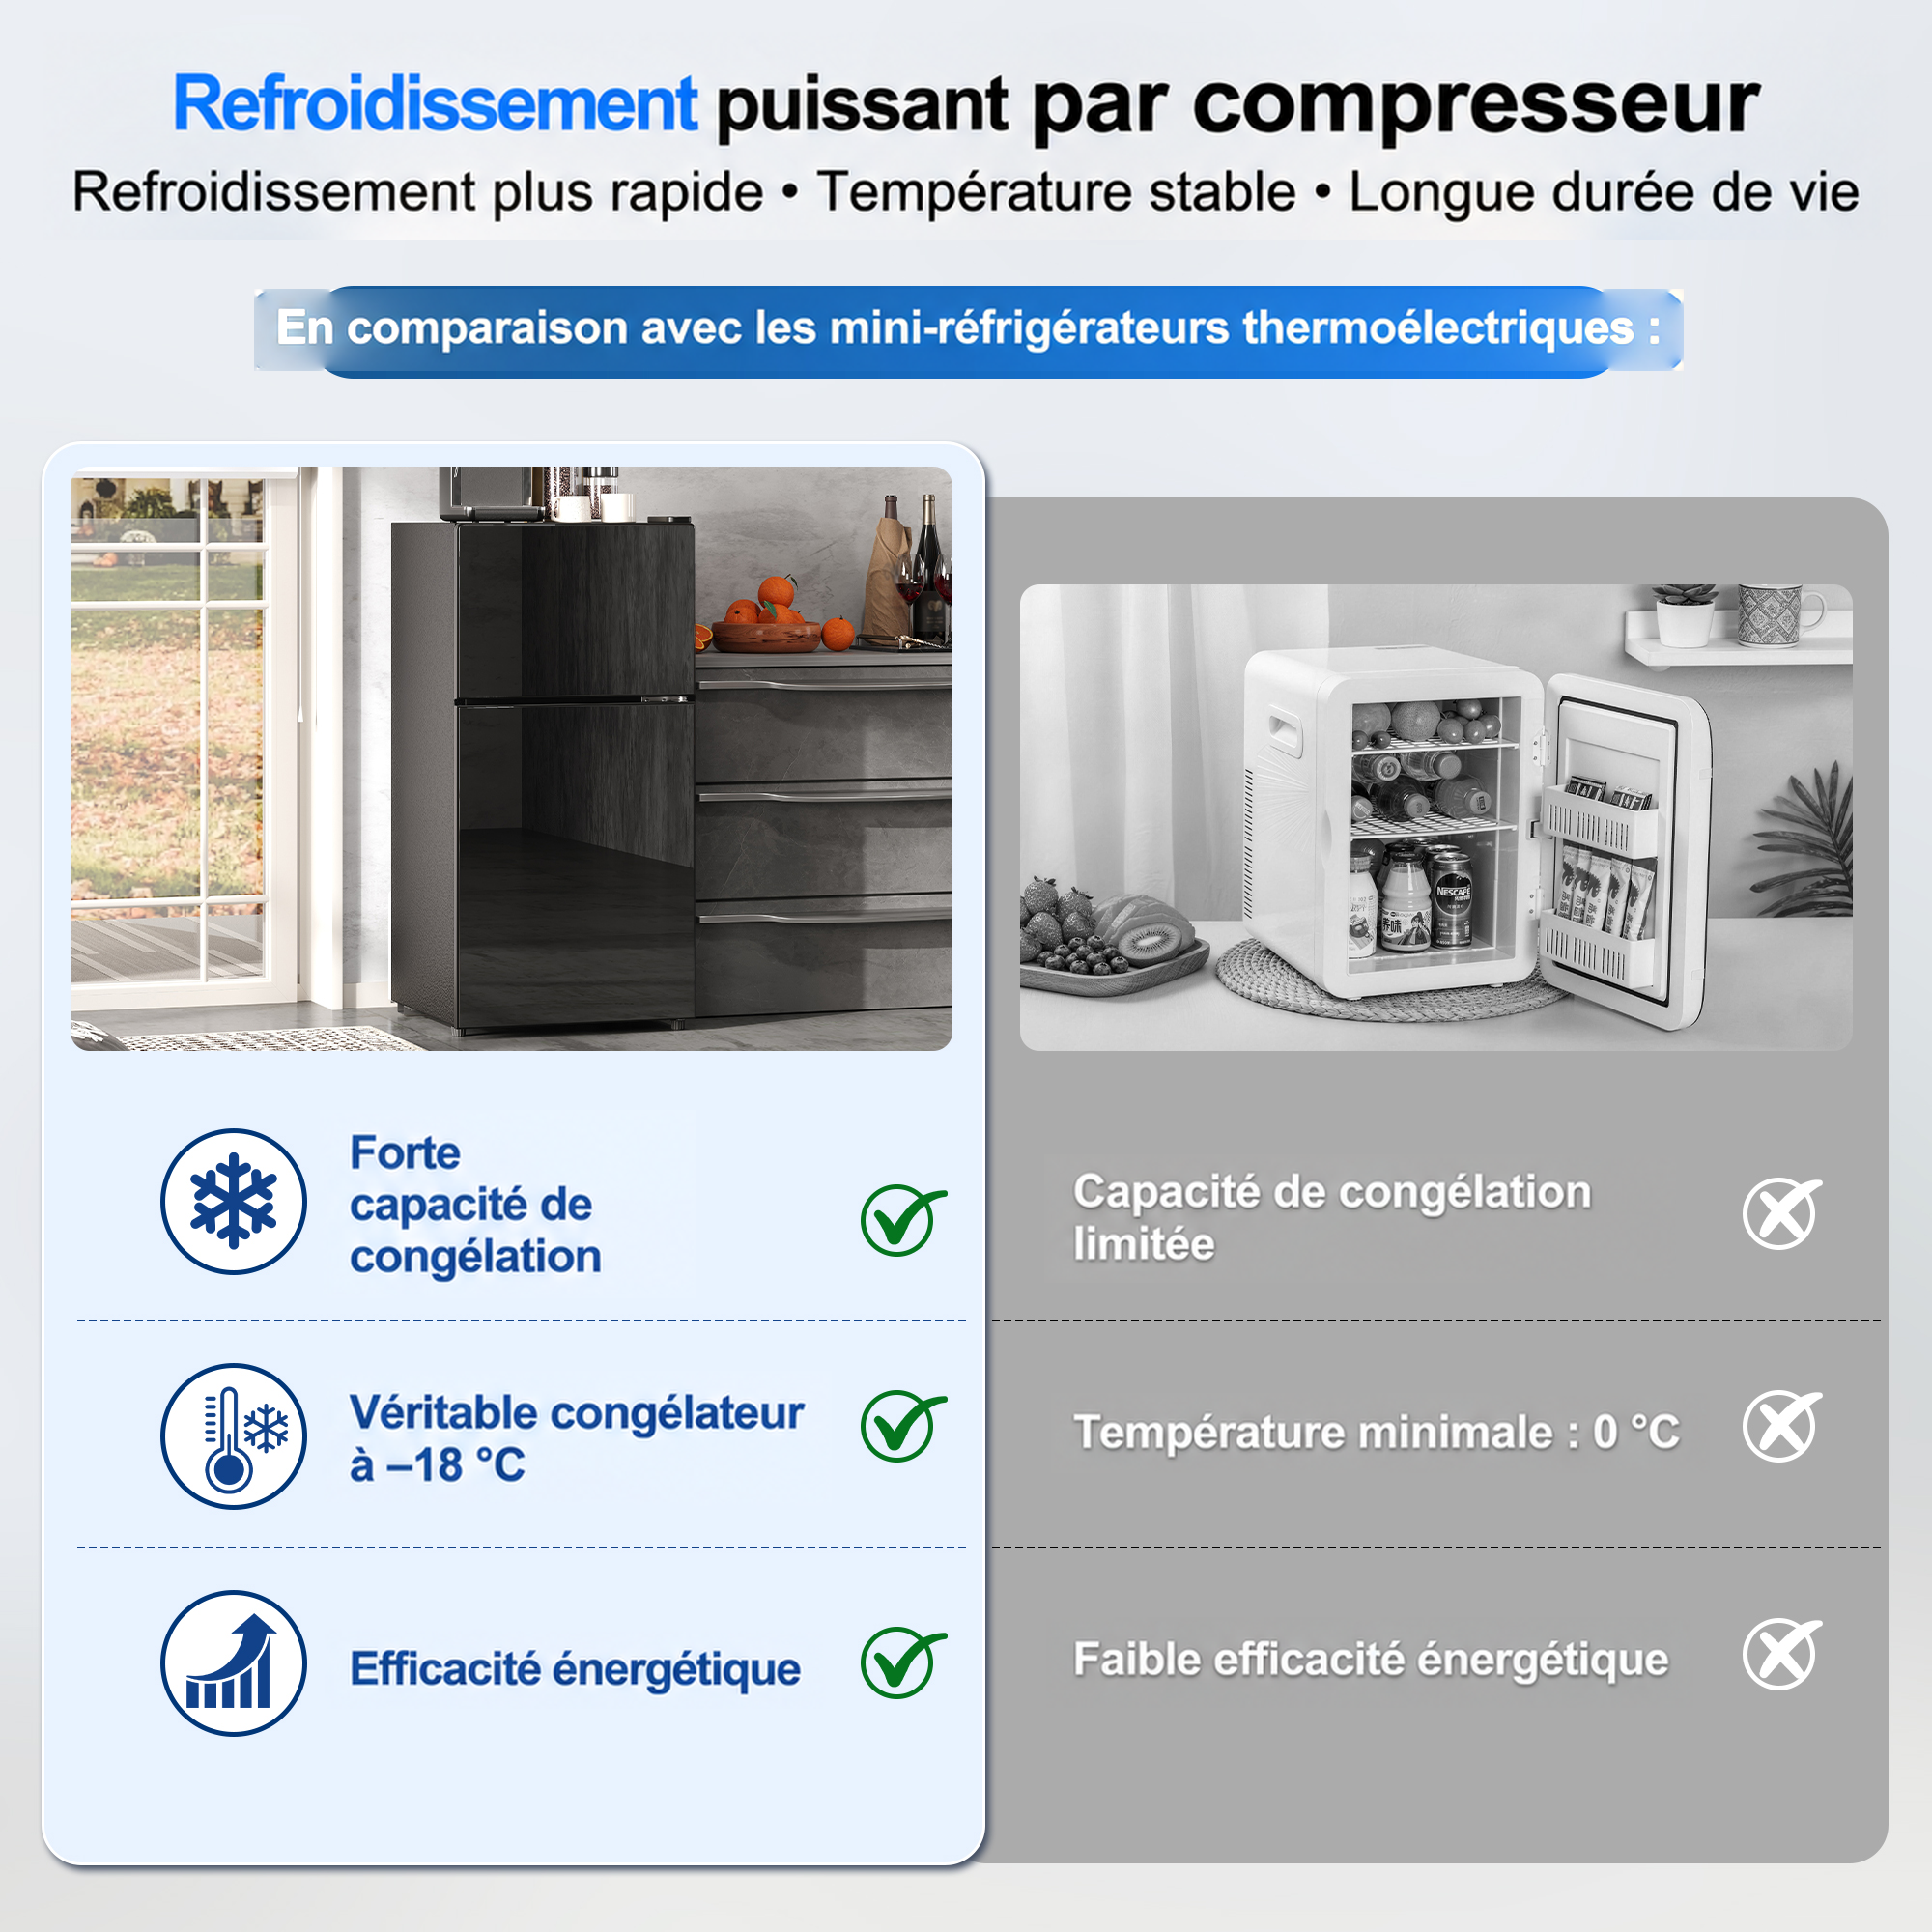 Refroidissement puissant par compresseur
Refroidissement plus rapide • Température stable • Longue durée de vie
En comparaison avec les mini-réfrigérateurs thermoélectriques :
NESCAFÉ
Forte
capacité de
congélation
Capacité de congélation
limitée
Véritable congélateur
à –18 °C
Température minimale : 0 °C
Efficacité énergétique
Faible efficacité énergétique